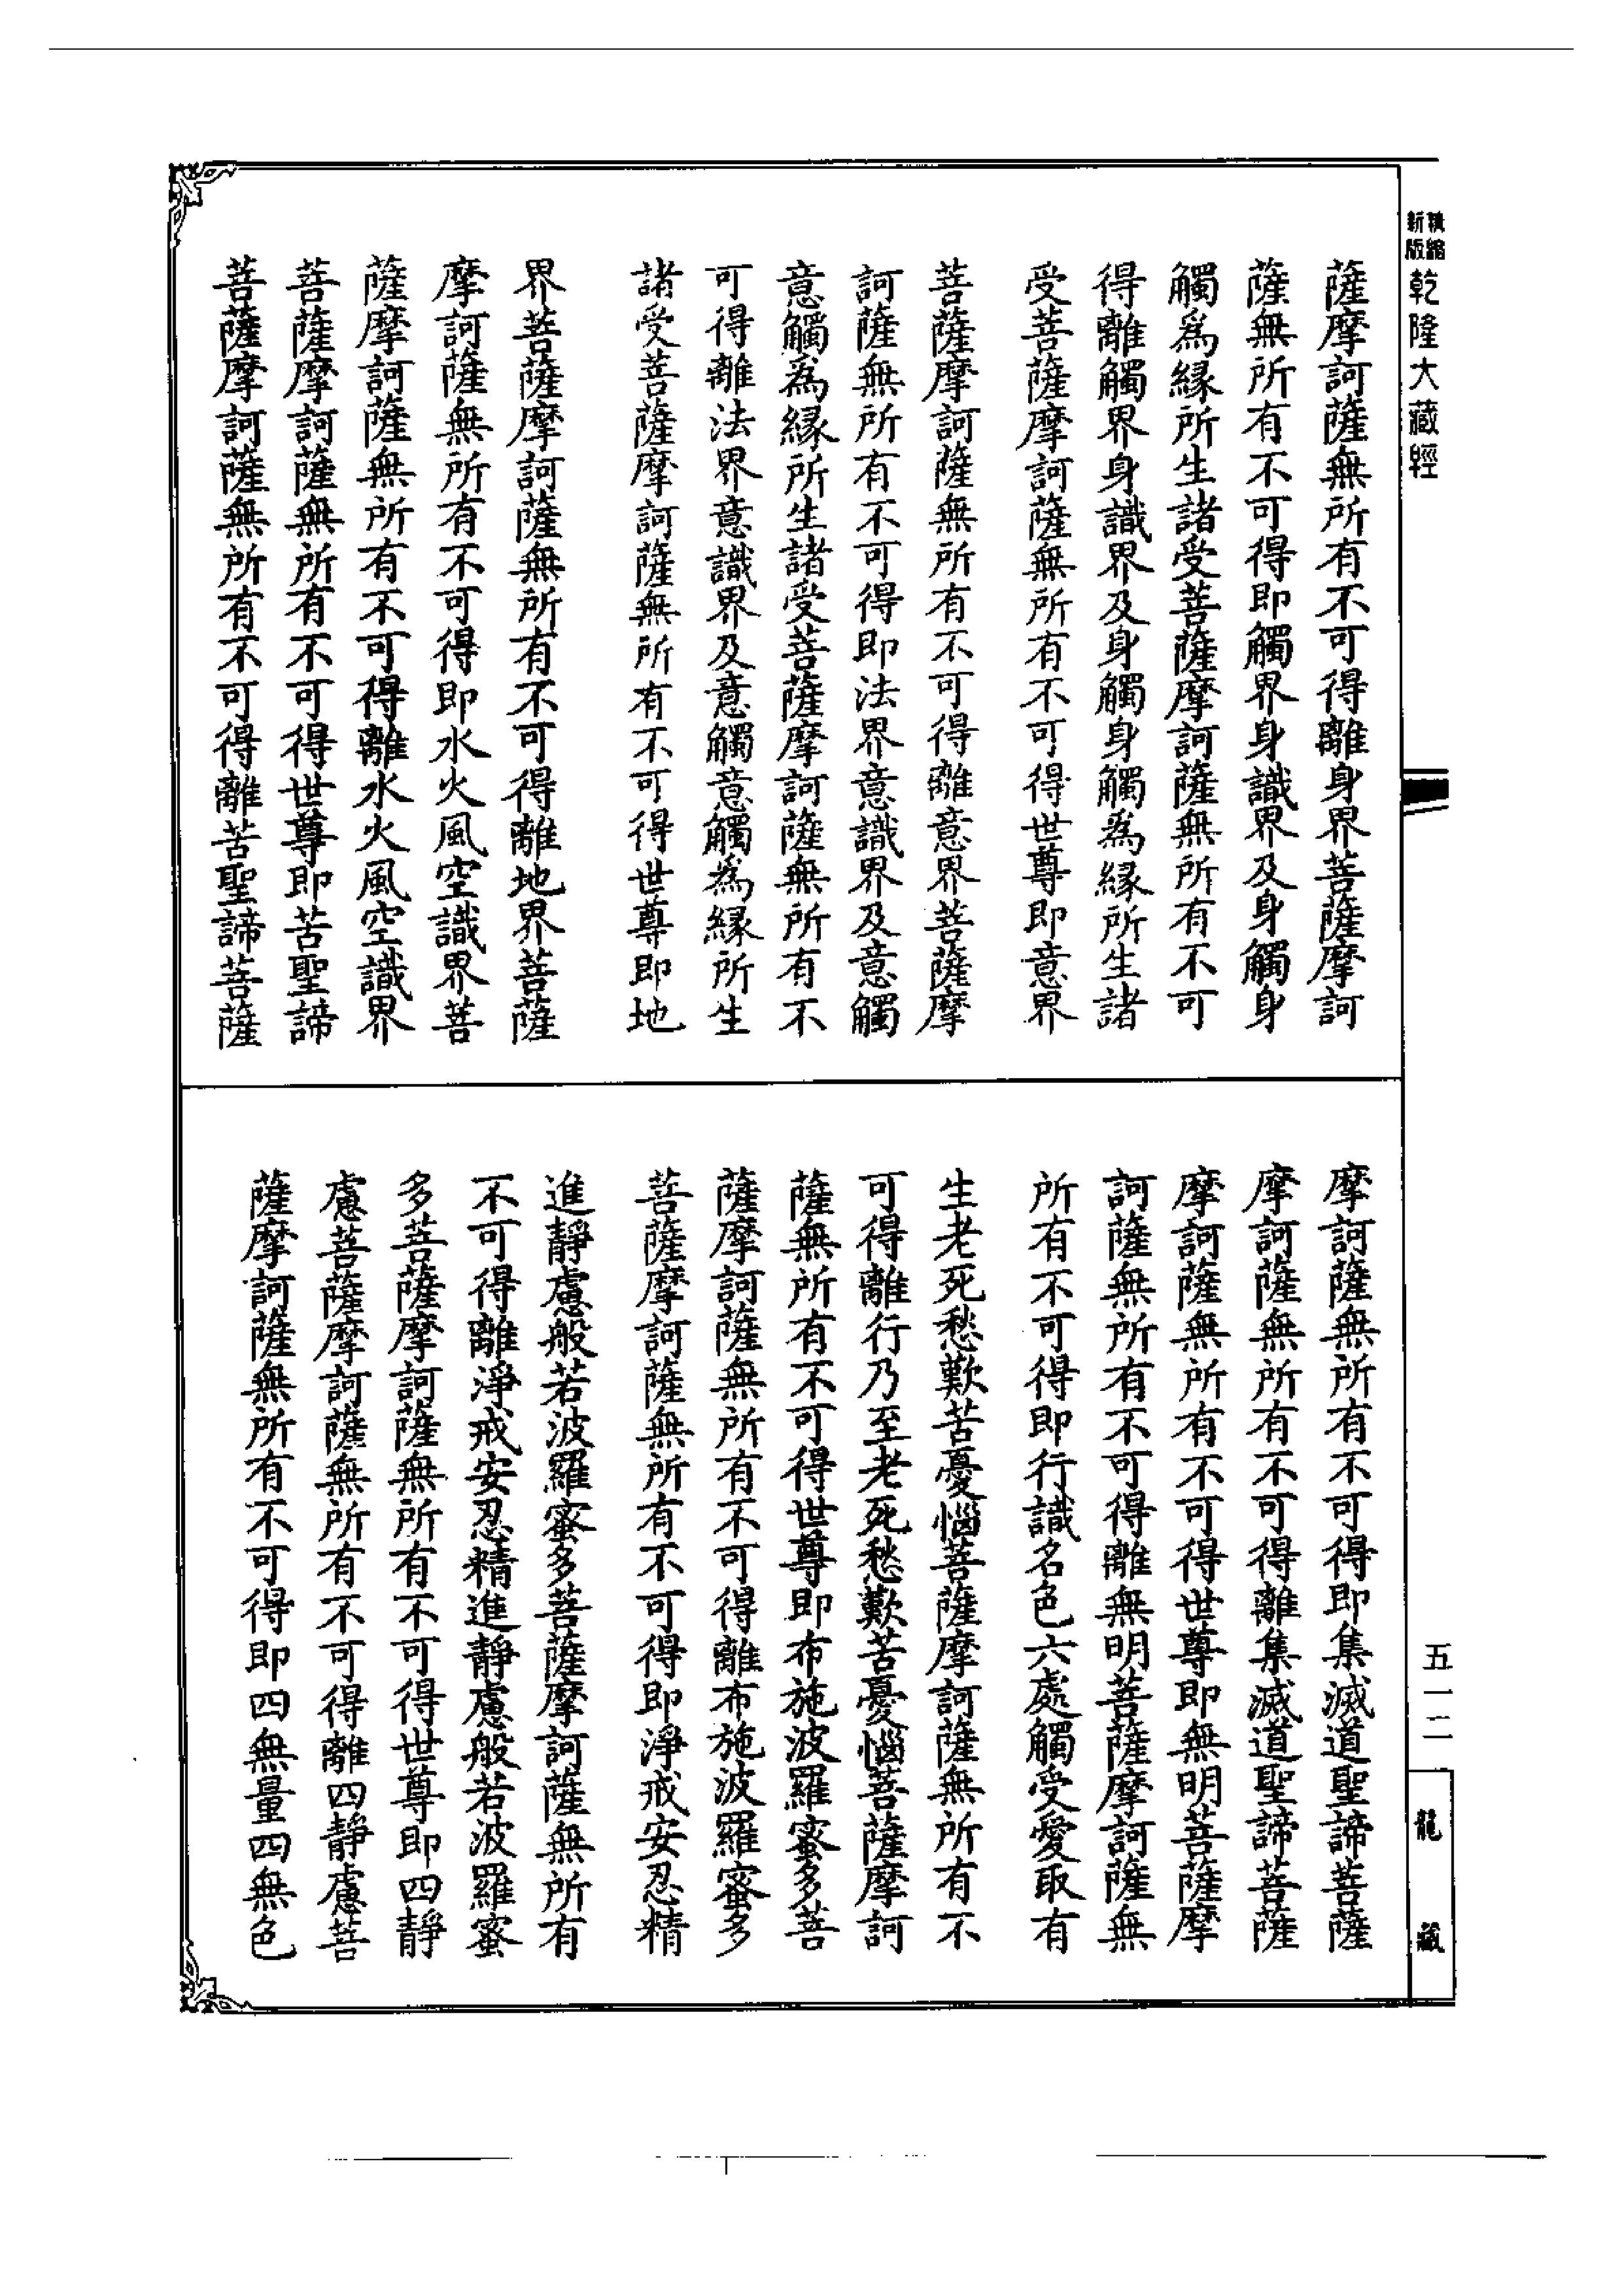 精縮新版
乾隆大藏經
薩摩訶薩無所有不可得離身界菩薩摩訶
薩無所有不可得即觸界身識界及身觸身
觸爲緣所生諸受菩薩摩訶薩無所有不可
得離觸界身識界及身觸身觸爲緣所生諸
受菩薩摩訶薩無所有不可得世尊即意界
菩薩摩訶薩無所有不可得離意界菩薩摩
訶薩無所有不可得即法界意識界及意觸
意觸爲緣所生諸受菩薩摩訶薩無所有不
可得離法界意識界及意觸意觸爲緣所生
諸受菩薩摩訶薩無所有不可得世尊即地
界菩薩摩訶薩無所有不可得離地界菩薩
摩訶薩無所有不可得即水火風空識界菩
薩摩訶薩無所有不可得離水火風空識界
菩薩摩訶薩無所有不可得世尊即苦聖諦
菩薩摩訶薩無所有不可得離苦聖諦菩薩
摩訶薩無所有不可得即集滅道聖諦菩薩
摩訶薩無所有不可得離集滅道聖諦菩薩
摩訶薩無所有不可得世尊即無明菩薩摩
訶薩無所有不可得離無明菩薩摩訶薩無
所有不可得即行識名色六處觸受愛取有
生老死愁歎苦憂惱菩薩摩訶薩無所有不
可得離行乃至老死愁歎苦憂惱菩薩摩訶
薩無所有不可得世尊即布施波羅蜜多菩
薩摩訶薩無所有不可得離布施波羅蜜多
菩薩摩訶薩無所有不可得即淨戒安忍精
進靜慮般若波羅蜜多菩薩摩訶薩無所有
不可得離淨戒安忍精進靜慮般若波羅蜜
多菩薩摩訶薩無所有不可得世尊即四靜
慮菩薩摩訶薩無所有不可得離四靜慮菩
薩摩訶薩無所有不可得即四無量四無色
五一二
龍藏